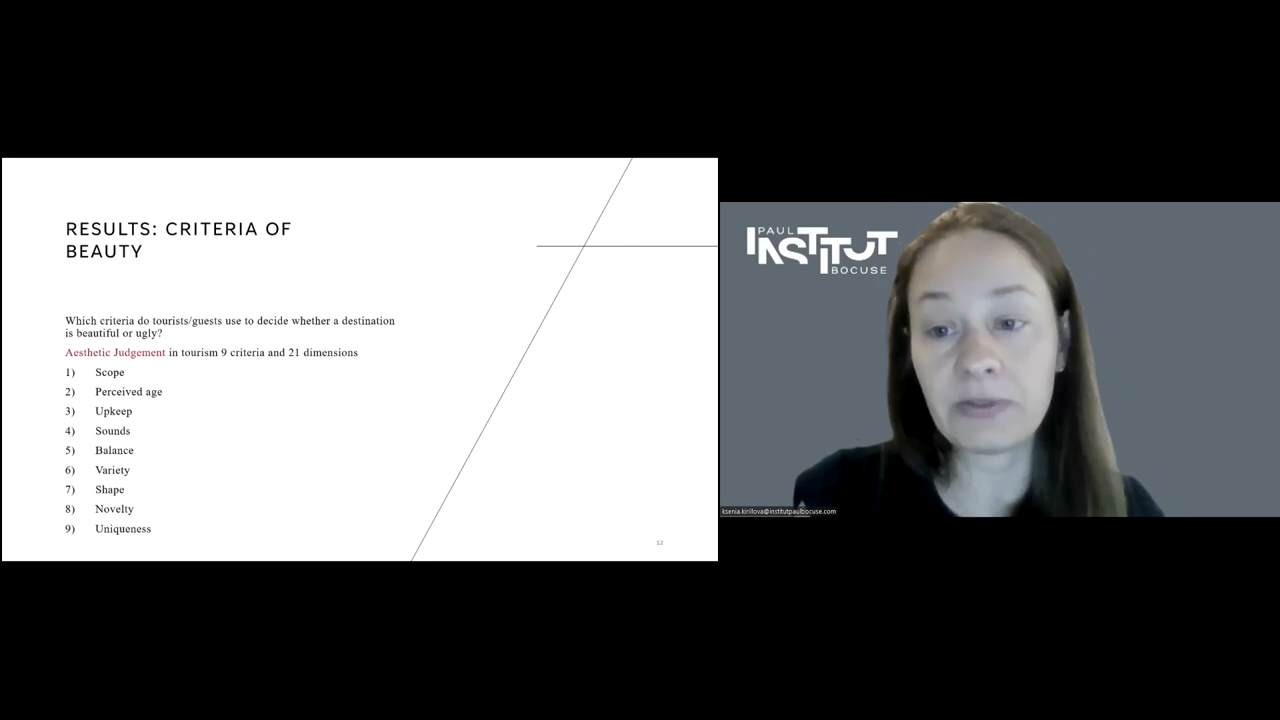 RESULTS: CRITERIA OF
BEAUTY
Which criteria do tourists/guests use to decide whether a destination
is beautiful or ugly?
Aesthetic Judgement in tourism 9 criteria and 21 dimensions
1) Scope
2) Perceived age
3) Upkeep
4) Sounds
5) Balance
6) Variety
7) Shape
8) Novelty
9) Uniqueness
12
PAUL
INSTITUT
BOCUSE
ksenia.kirillova@institutpaulbocuse.com